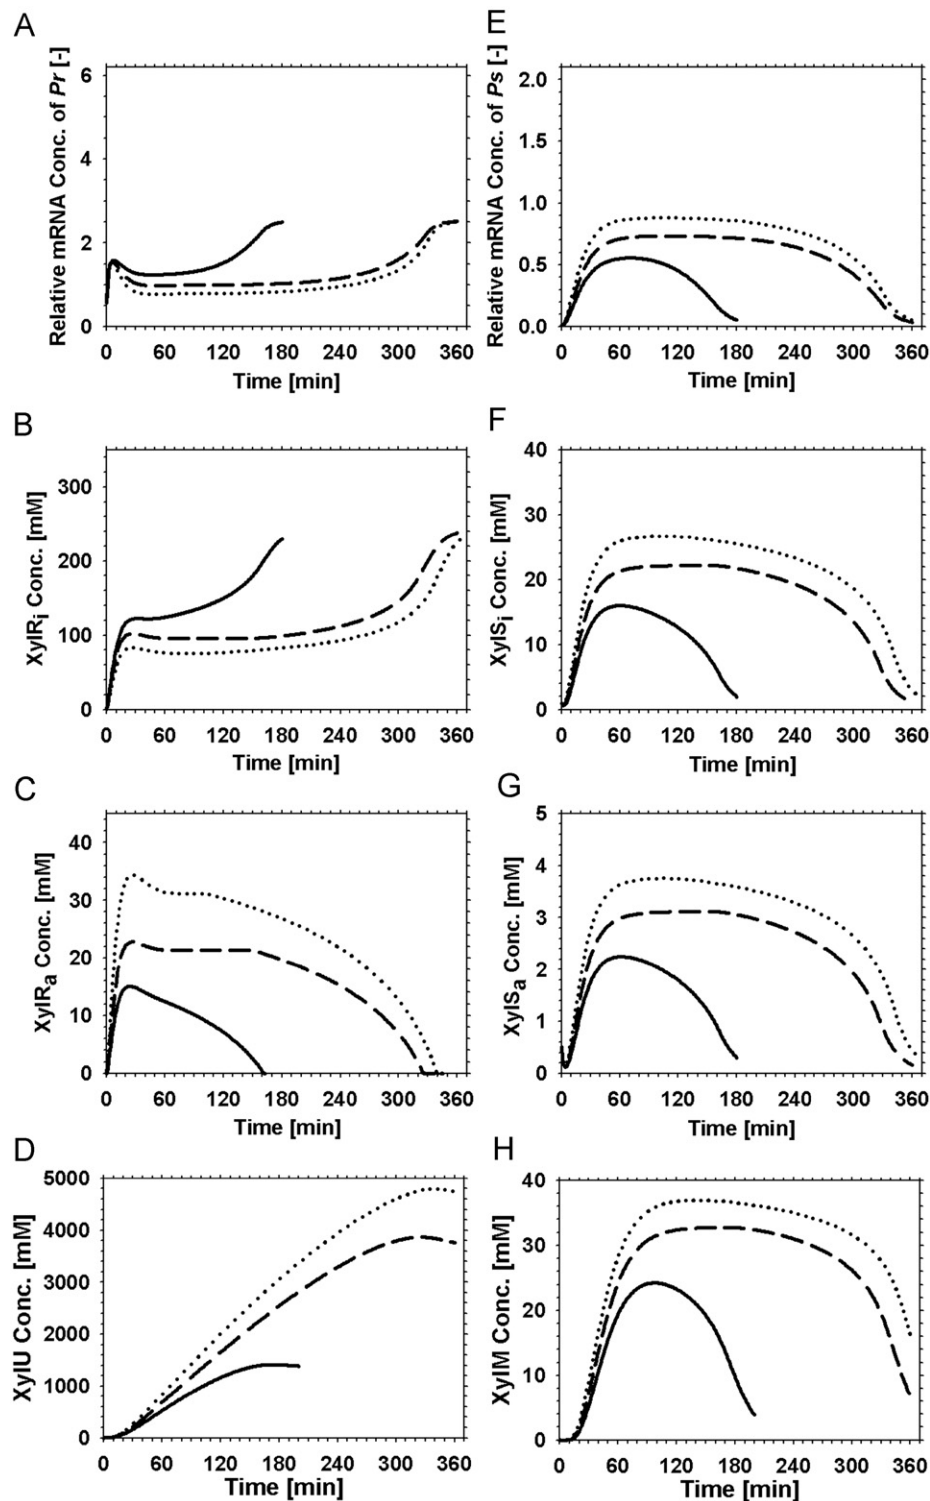 A
Relative mRNA Conc. of Pr [-]
6
4
2
0
0 60 120 180 240 300 360
Time [min]
E
Relative mRNA Conc. of Ps [-]
2.0
1.5
1.0
0.5
0.0
0 60 120 180 240 300 360
Time [min]
B
XylRi Conc. [mM]
300
200
100
0
0 60 120 180 240 300 360
Time [min]
F
XylSi Conc. [mM]
40
30
20
10
0
0 60 120 180 240 300 360
Time [min]
C
XylRa Conc. [mM]
40
30
20
10
0
0 60 120 180 240 300 360
Time [min]
G
XylSa Conc. [mM]
5
4
3
2
1
0
0 60 120 180 240 300 360
Time [min]
D
XylU Conc. [mM]
5000
4000
3000
2000
1000
0
0 60 120 180 240 300 360
Time [min]
H
XylM Conc. [mM]
40
30
20
10
0
0 60 120 180 240 300 360
Time [min]